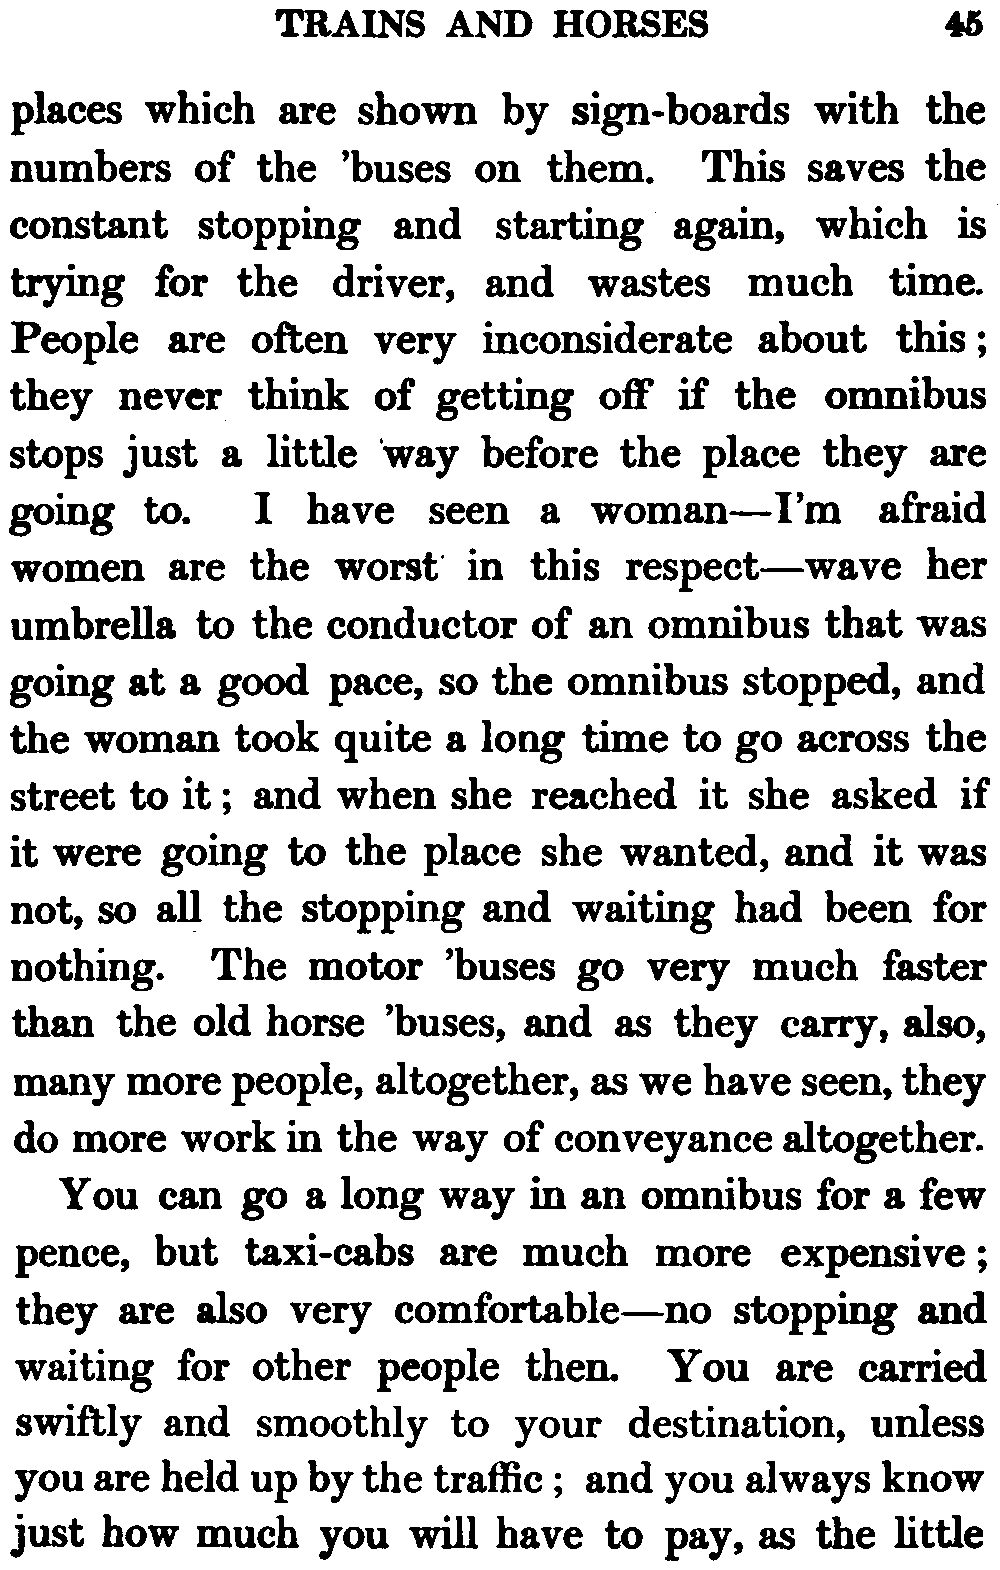 TRAINS AND HORSES 45
places which are shown by sign-boards with the
numbers of the 'buses on them. This saves the
constant stopping and starting again, which is
trying for the driver, and wastes much time.
People are often very inconsiderate about this;
they never think of getting off if the omnibus
stops just a little way before the place they are
going to. I have seen a woman—I'm afraid
women are the worst in this respect—wave her
umbrella to the conductor of an omnibus that was
going at a good pace, so the omnibus stopped, and
the woman took quite a long time to go across the
street to it; and when she reached it she asked if
it were going to the place she wanted, and it was
not, so all the stopping and waiting had been for
nothing. The motor 'buses go very much faster
than the old horse 'buses, and as they carry, also,
many more people, altogether, as we have seen, they
do more work in the way of conveyance altogether.
You can go a long way in an omnibus for a few
pence, but taxi-cabs are much more expensive;
they are also very comfortable—no stopping and
waiting for other people then. You are carried
swiftly and smoothly to your destination, unless
you are held up by the traffic; and you always know
just how much you will have to pay, as the little